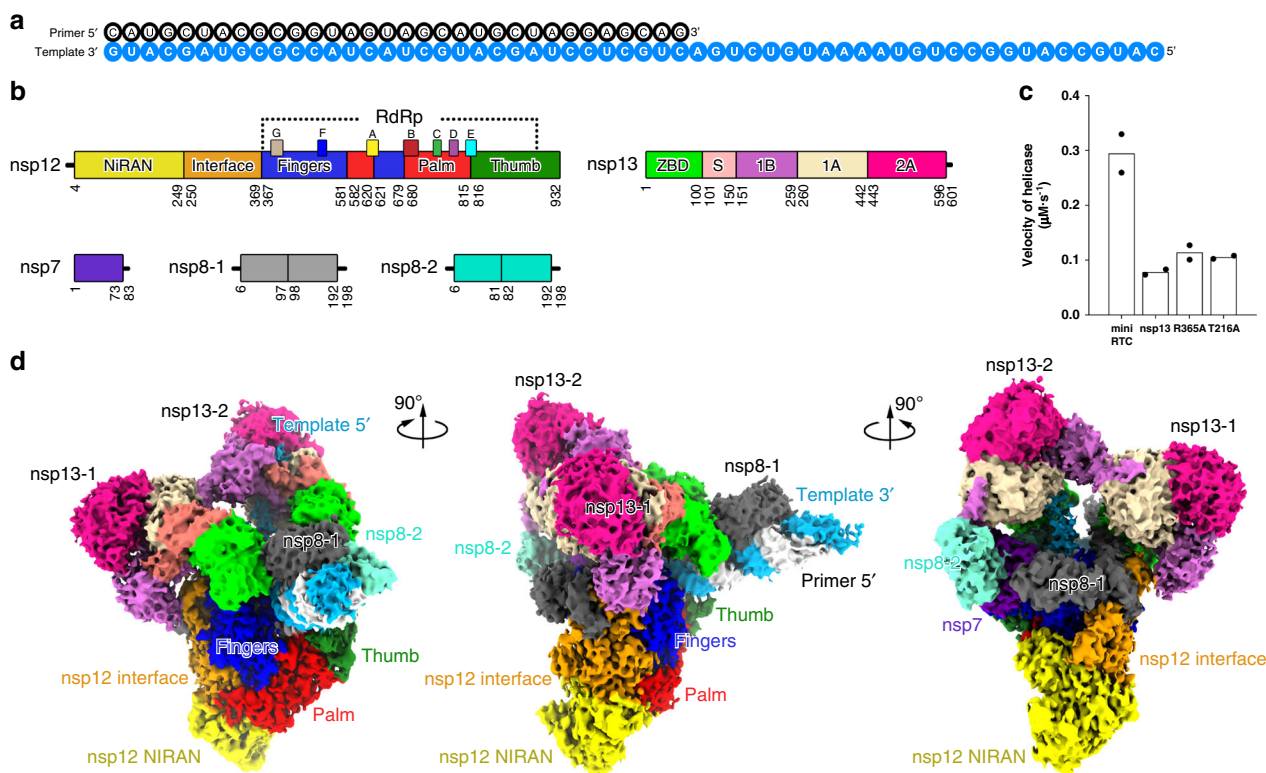 a
Primer 5′ CAUGCUACGCGGUAGUAGCAUGCUAGGAGCAG 3′
Template 3′ GUACGAUGCGCCAUCAUCGUACGAUCCUCGUCAGUCUGUAAAAUGUCCGGUACCGUAC 5′
b
RdRp
G F A B C D E
nsp12 NiRAN Interface Fingers Palm Thumb
4 249 250 369 367 581 582 620 621 679 680 815 816 932
nsp13 ZBD S 1B 1A 2A
1 100 101 150 151 259 260 442 443 596 601
nsp7
1 73 83
nsp8-1
6 97 98 192 198
nsp8-2
6 81 82 192 198
c
Velocity of helicase
(μM·s⁻¹)
0.4
0.3
0.2
0.1
0.0
mini RTC nsp13 R365A T216A
d
nsp13-2
Template 5′
nsp13-1
nsp8-1
nsp8-2
Fingers
Thumb
nsp12 interface
Palm
nsp12 NIRAN
90°
nsp13-2
nsp8-1
nsp13-1
Template 3′
nsp8-2
Primer 5′
Thumb
Fingers
nsp12 interface
Palm
nsp12 NIRAN
90°
nsp13-2
nsp13-1
nsp8-2
nsp8-1
nsp7
nsp12 interface
nsp12 NIRAN